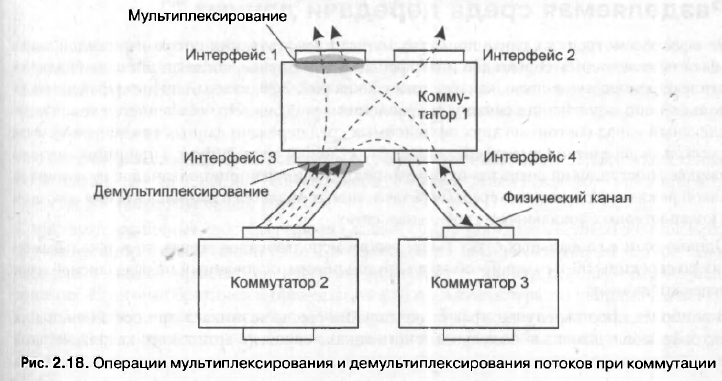 Мультиплексирование
Интерфейс 1
Интерфейс 2
Комму-
татор 1
Интерфейс 3
Интерфейс 4
Демультиплексирование
Физический канал
Коммутатор 2
Коммутатор 3
Рис. 2.18. Операции мультиплексирования и демультиплексирования потоков при коммутации